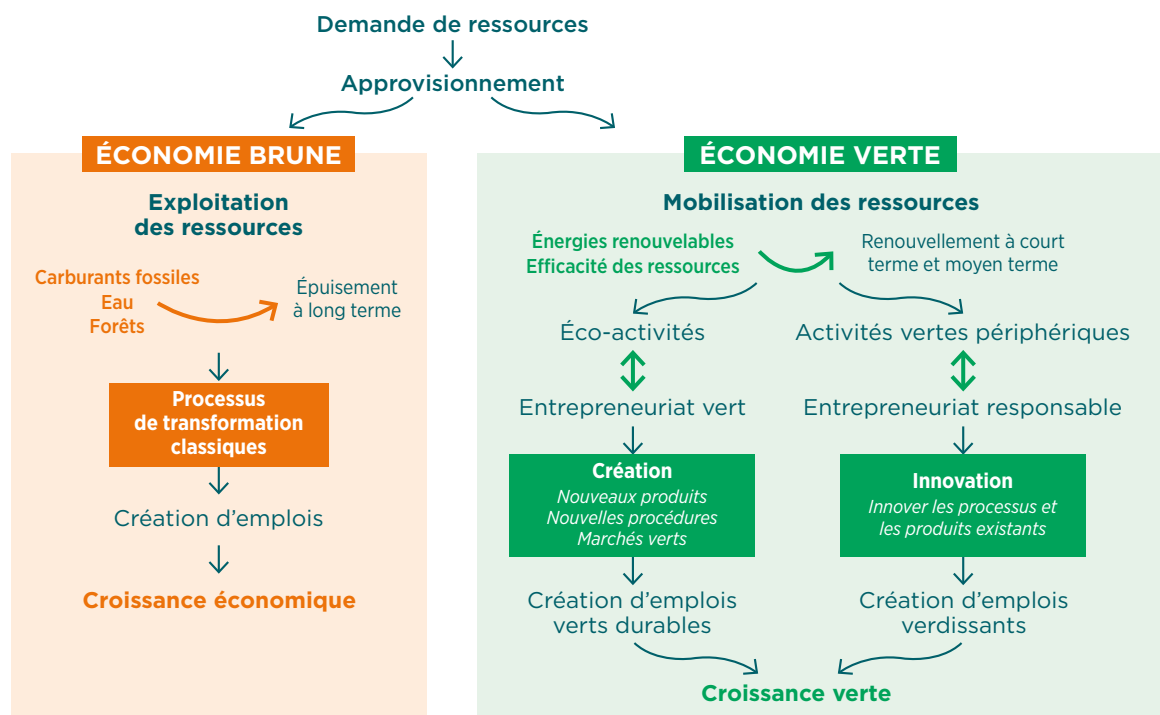 Demande de ressources
Approvisionnement
ÉCONOMIE BRUNE
Exploitation
des ressources
Carburants fossiles
Eau
Forêts
Épuisement
à long terme
Processus
de transformation
classiques
Création d'emplois
Croissance économique
ÉCONOMIE VERTE
Mobilisation des ressources
Énergies renouvelables
Efficacité des ressources
Renouvellement à court
terme et moyen terme
Éco-activités
Entrepreneuriat vert
Création
Nouveaux produits
Nouvelles procédures
Marchés verts
Création d'emplois
verts durables
Activités vertes périphériques
Entrepreneuriat responsable
Innovation
Innover les processus et
les produits existants
Création d'emplois
verdissants
Croissance verte